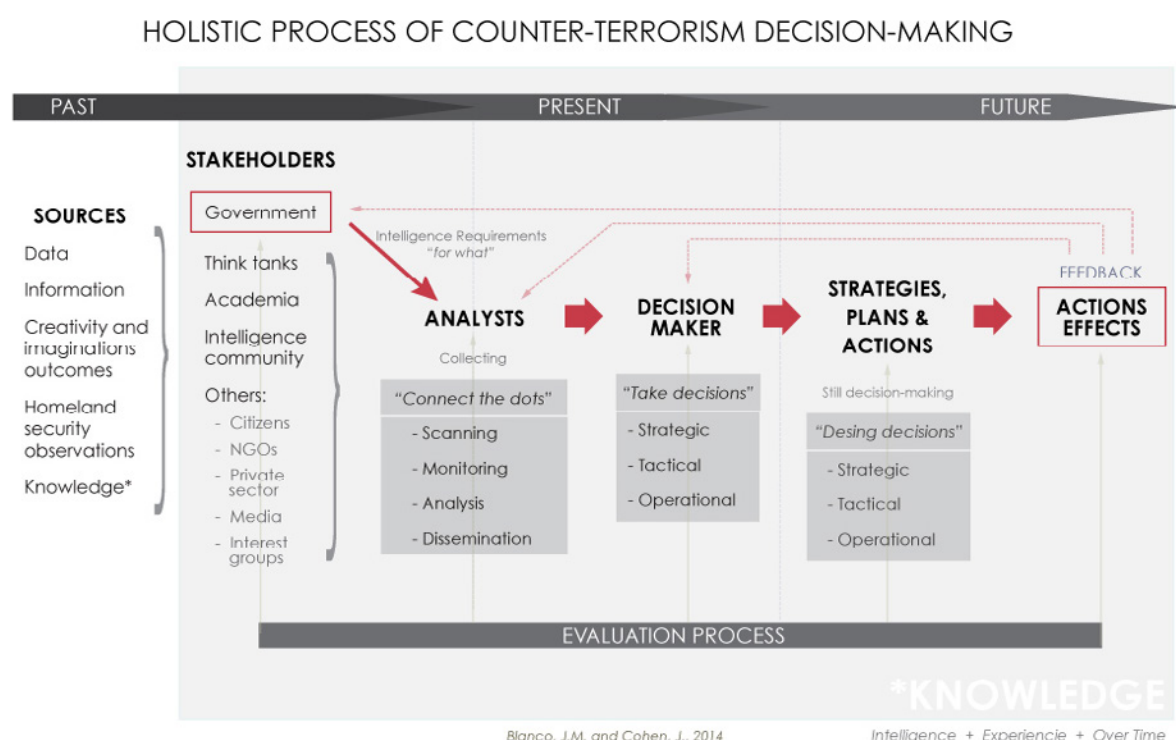 HOLISTIC PROCESS OF COUNTER-TERRORISM DECISION-MAKING
PAST
PRESENT
FUTURE
SOURCES
Data
Information
Creativity and
imaginations
outcomes
Homeland
security
observations
Knowledge*
STAKEHOLDERS
Government
Think tanks
Academia
Intelligence
community
Others:
- Citizens
- NGOs
- Private
sector
- Media
- Interest
groups
Intelligence Requirements
"for what"
ANALYSTS
Collecting
"Connect the dots"
- Scanning
- Monitoring
- Analysis
- Dissemination
DECISION
MAKER
"Take decisions"
- Strategic
- Tactical
- Operational
STRATEGIES,
PLANS &
ACTIONS
Still decision-making
"Desing decisions"
- Strategic
- Tactical
- Operational
FEEDBACK
ACTIONS
EFFECTS
EVALUATION PROCESS
*KNOWLEDGE
Blanco, J.M. and Cohen, J., 2014
Intelligence + Experiencie + Over Time